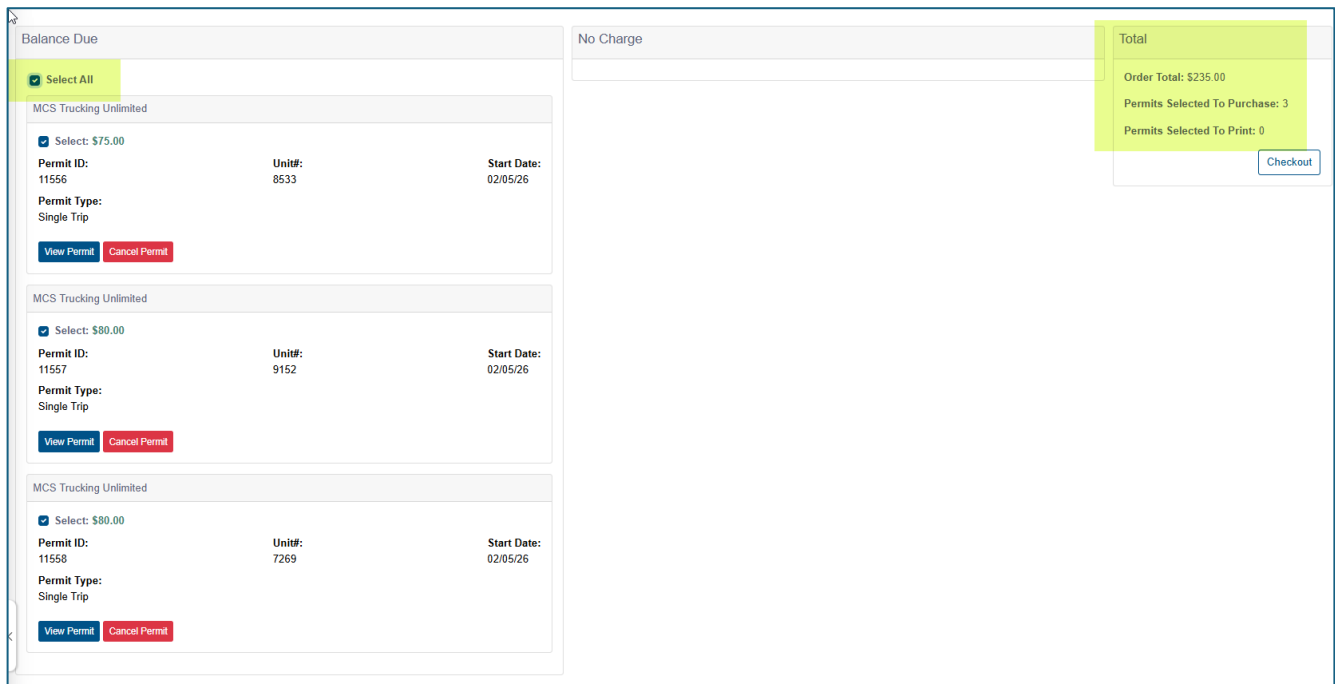 Balance Due
Select All
MCS Trucking Unlimited
Select: $75.00
Permit ID: Unit#: Start Date:
11556 8533 02/05/26
Permit Type:
Single Trip
View Permit Cancel Permit
MCS Trucking Unlimited
Select: $80.00
Permit ID: Unit#: Start Date:
11557 9152 02/05/26
Permit Type:
Single Trip
View Permit Cancel Permit
MCS Trucking Unlimited
Select: $80.00
Permit ID: Unit#: Start Date:
11558 7269 02/05/26
Permit Type:
Single Trip
View Permit Cancel Permit
No Charge
Total
Order Total: $235.00
Permits Selected To Purchase: 3
Permits Selected To Print: 0
Checkout